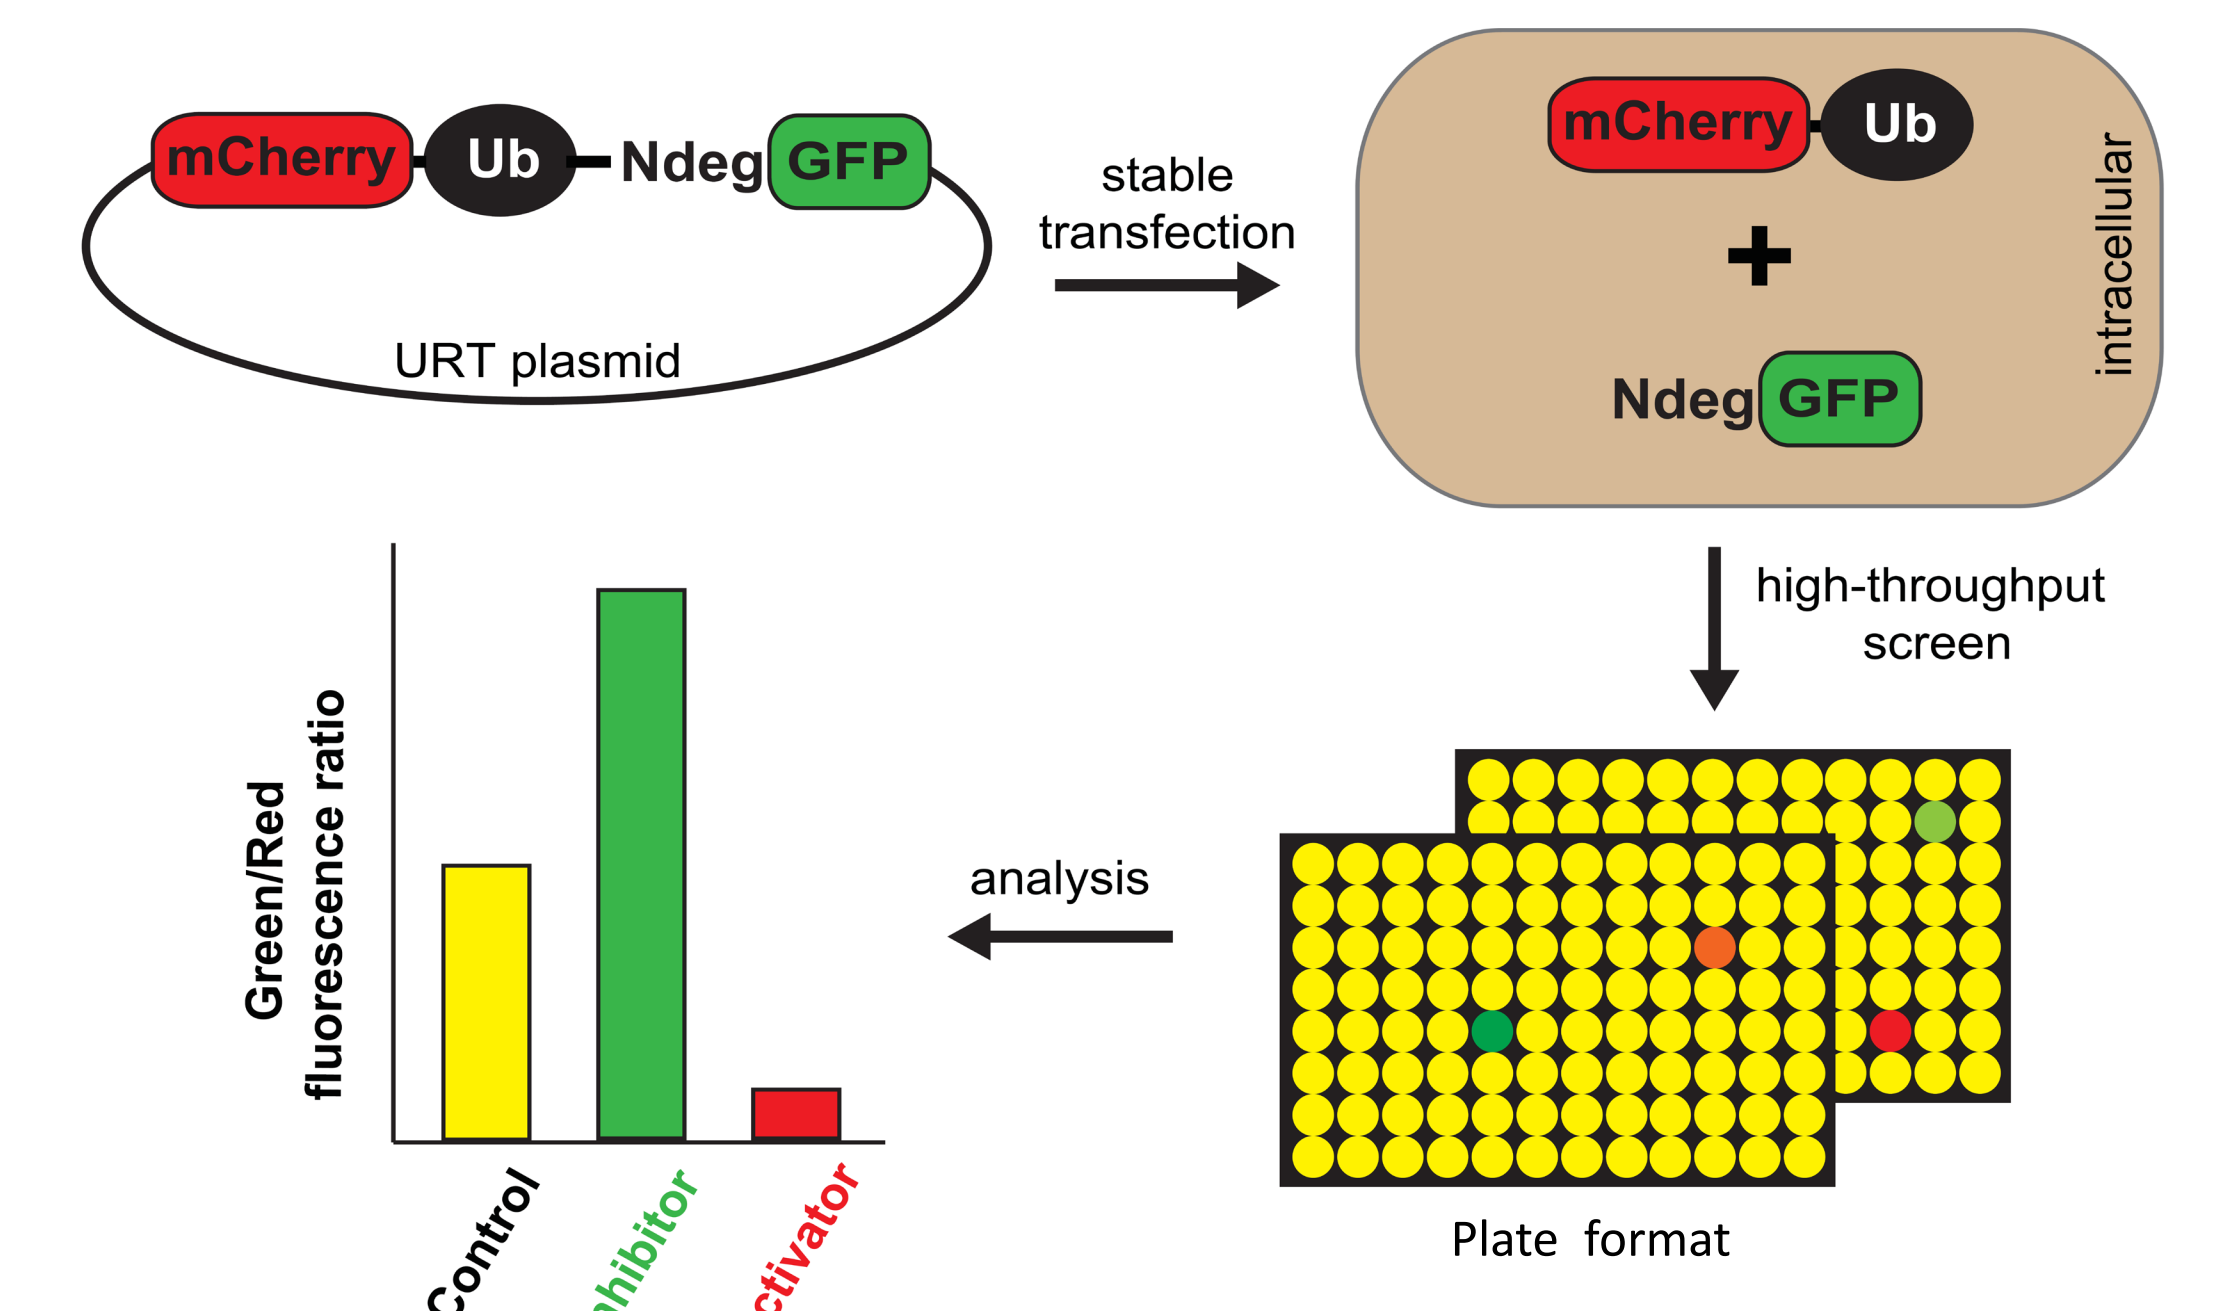 mCherry Ub Ndeg GFP
URT plasmid
stable
transfection
mCherry Ub
+
Ndeg GFP
intracellular
high-throughput
screen
Plate format
analysis
Green/Red
fluorescence ratio
Control